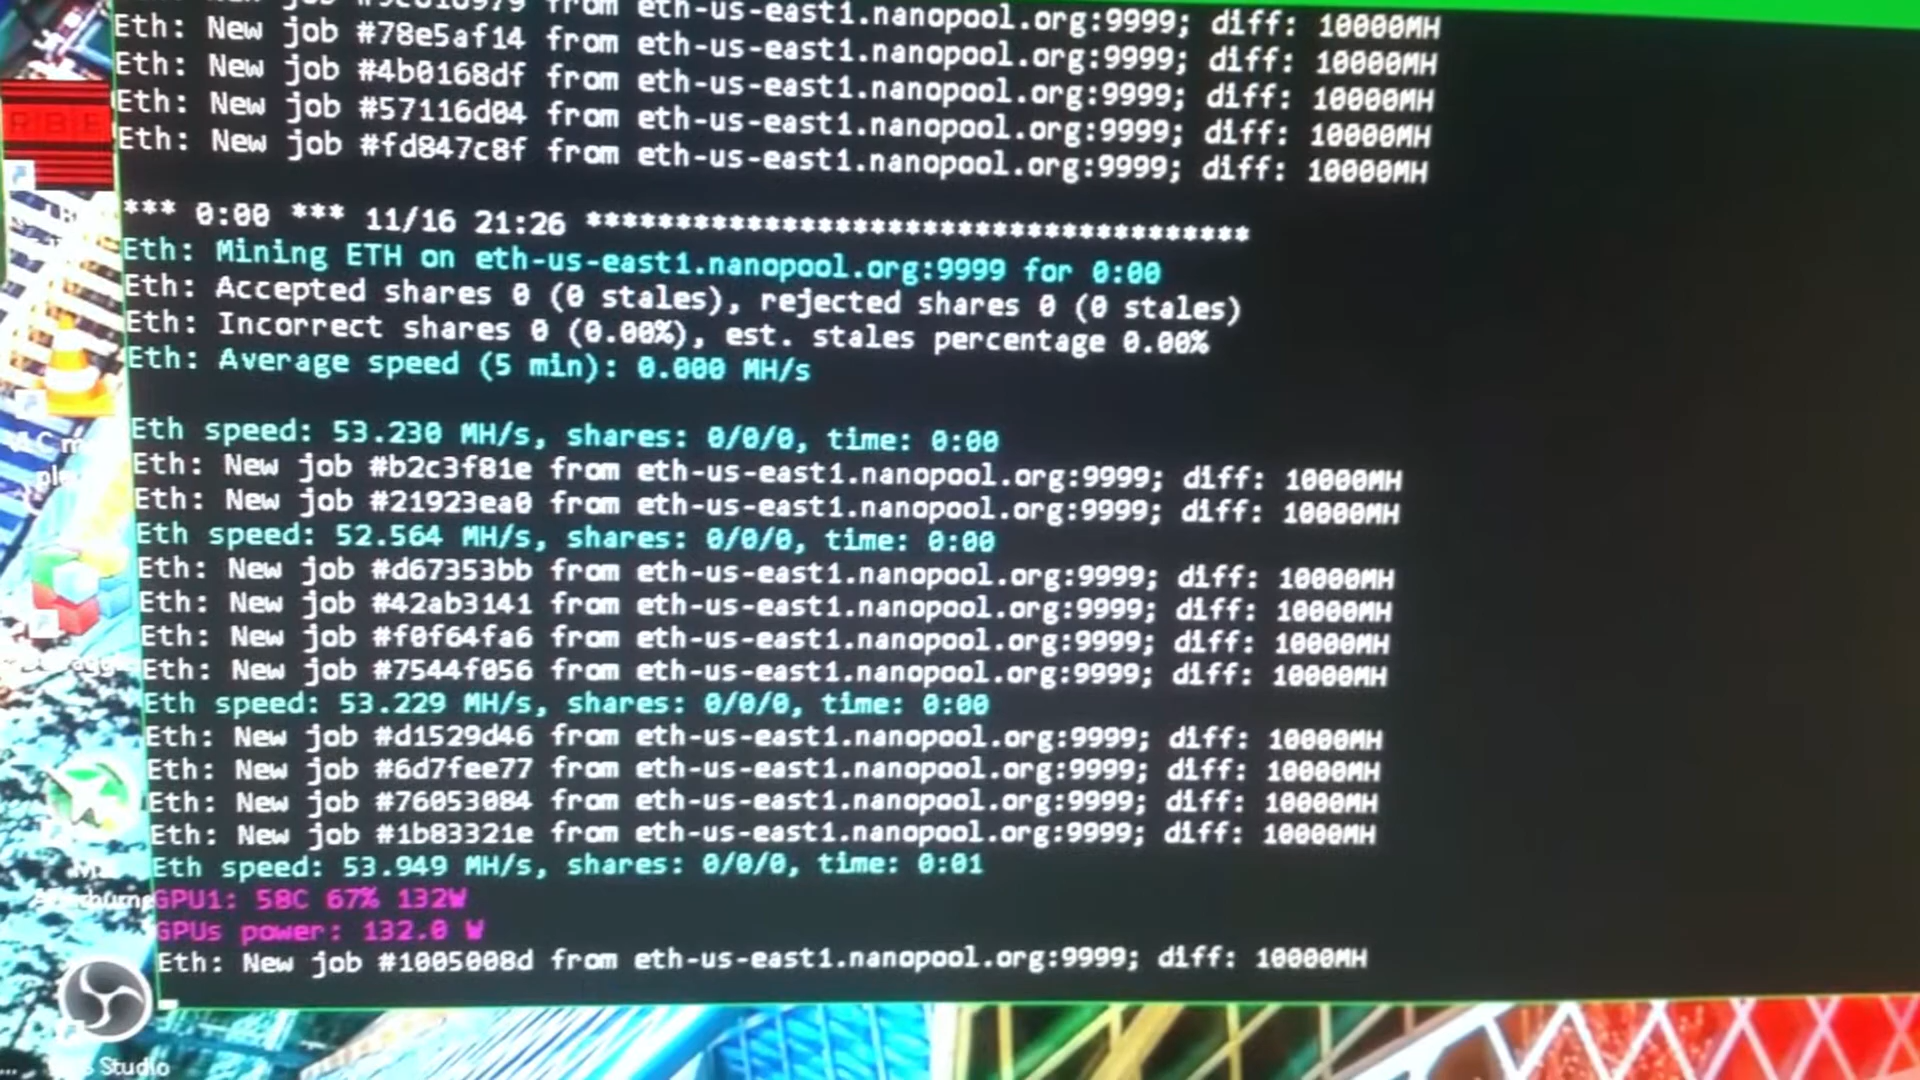 from eth-us-east1.nanopool.org:9999; diff: 10000MH
Eth: New job #78e5af14 from eth-us-east1.nanopool.org:9999; diff: 10000MH
Eth: New job #4b0168df from eth-us-east1.nanopool.org:9999; diff: 10000MH
Eth: New job #57116d04 from eth-us-east1.nanopool.org:9999; diff: 10000MH
Eth: New job #fd847c8f from eth-us-east1.nanopool.org:9999; diff: 10000MH
*** 0:00 *** 11/16 21:26 **************************************
Eth: Mining ETH on eth-us-east1.nanopool.org:9999 for 0:00
Eth: Accepted shares 0 (0 stales), rejected shares 0 (0 stales)
Eth: Incorrect shares 0 (0.00%), est. stales percentage 0.00%
Eth: Average speed (5 min): 0.000 MH/s
Eth speed: 53.230 MH/s, shares: 0/0/0, time: 0:00
Eth: New job #b2c3f81e from eth-us-east1.nanopool.org:9999; diff: 10000MH
Eth: New job #21923ea0 from eth-us-east1.nanopool.org:9999; diff: 10000MH
Eth speed: 52.564 MH/s, shares: 0/0/0, time: 0:00
Eth: New job #d67353bb from eth-us-east1.nanopool.org:9999; diff: 10000MH
Eth: New job #42ab3141 from eth-us-east1.nanopool.org:9999; diff: 10000MH
Eth: New job #f0f64fa6 from eth-us-east1.nanopool.org:9999; diff: 10000MH
Eth: New job #7544f056 from eth-us-east1.nanopool.org:9999; diff: 10000MH
Eth speed: 53.229 MH/s, shares: 0/0/0, time: 0:00
Eth: New job #d1529d46 from eth-us-east1.nanopool.org:9999; diff: 10000MH
Eth: New job #6d7fee77 from eth-us-east1.nanopool.org:9999; diff: 10000MH
Eth: New job #76053084 from eth-us-east1.nanopool.org:9999; diff: 10000MH
Eth: New job #1b83321e from eth-us-east1.nanopool.org:9999; diff: 10000MH
Eth speed: 53.949 MH/s, shares: 0/0/0, time: 0:01
GPU1: 58C 67% 132W
GPUs power: 132.0 W
Eth: New job #1005008d from eth-us-east1.nanopool.org:9999; diff: 10000MH
Studio